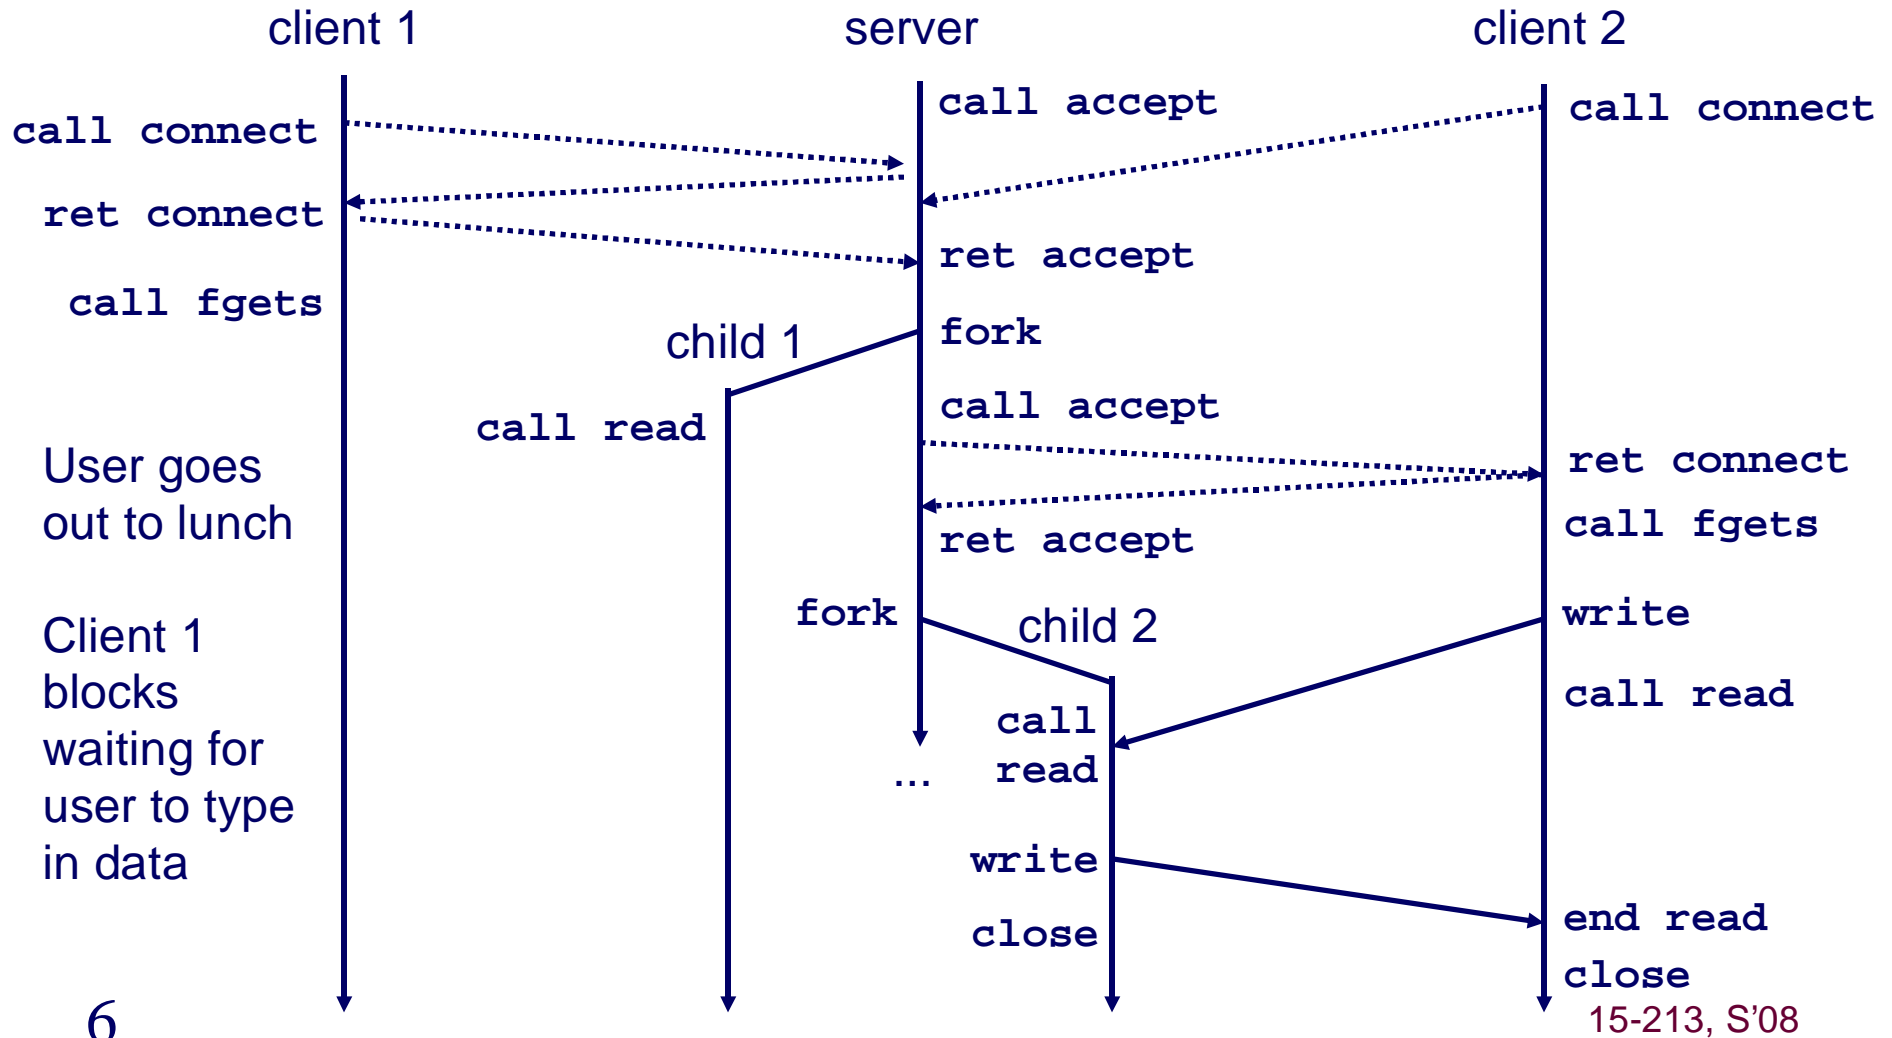 client 1
server
client 2
call accept
call connect
call connect
ret connect
ret accept
call fgets
fork
child 1
call accept
call read
User goes
out to lunch
ret connect
call fgets
ret accept
fork
child 2
write
Client 1
blocks
waiting for
user to type
in data
call read
call
read
...
write
close
end read
close
6
15-213, S’08